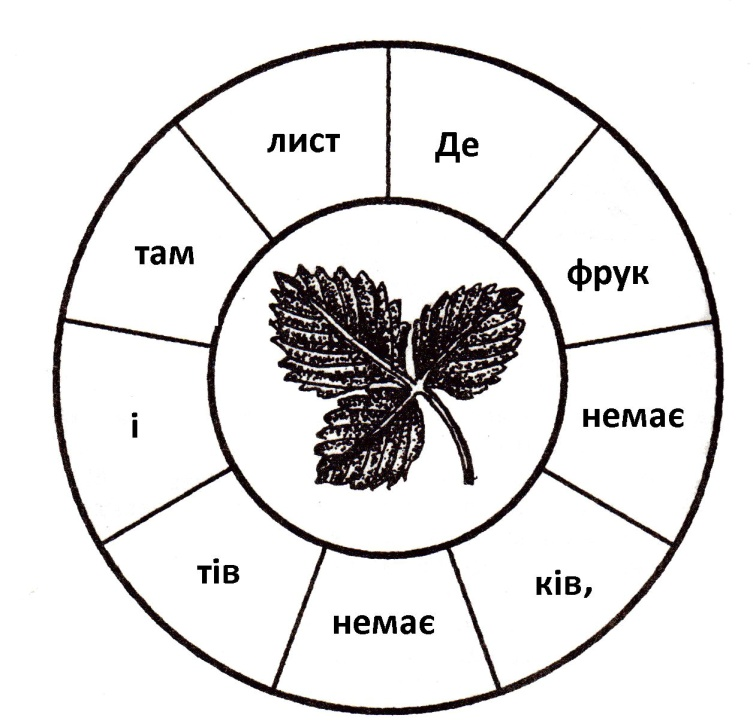 Де
фрук
немає
ків,
немає
тів
і
там
лист